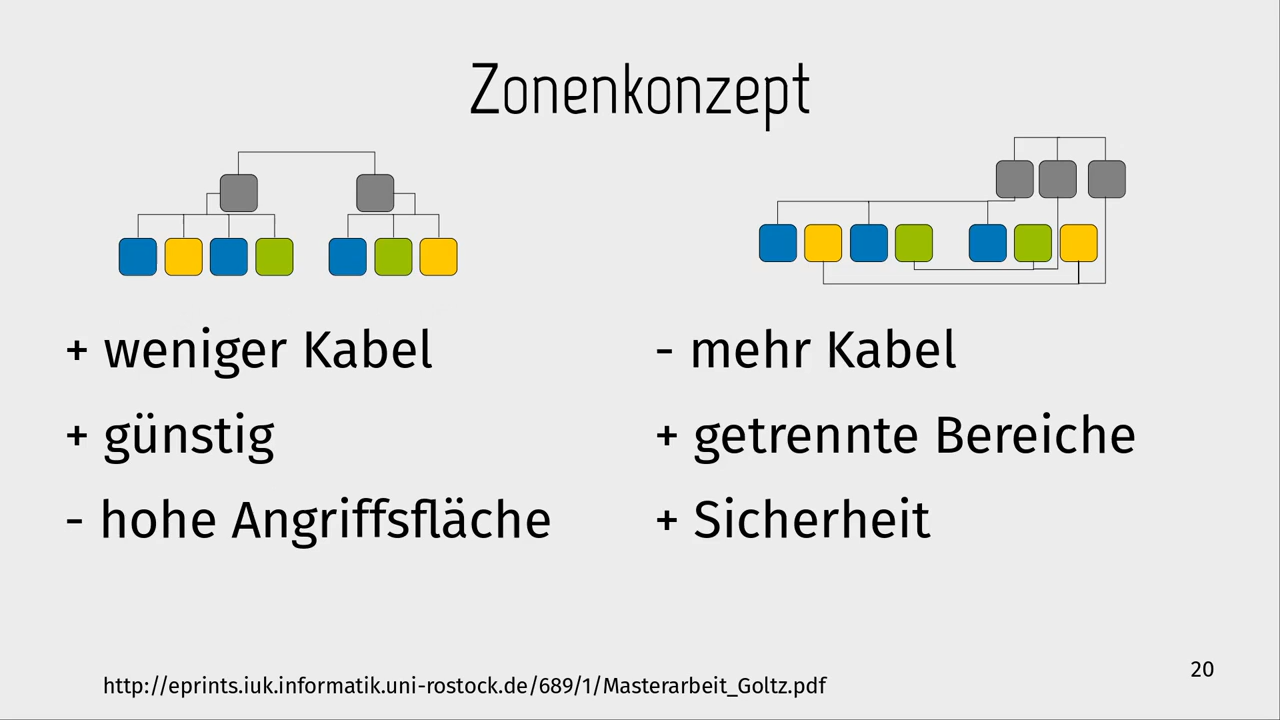 Zonenkonzept
+ weniger Kabel
+ günstig
- hohe Angriffsfläche
- mehr Kabel
+ getrennte Bereiche
+ Sicherheit
http://eprints.iuk.informatik.uni-rostock.de/689/1/Masterarbeit_Goltz.pdf
20